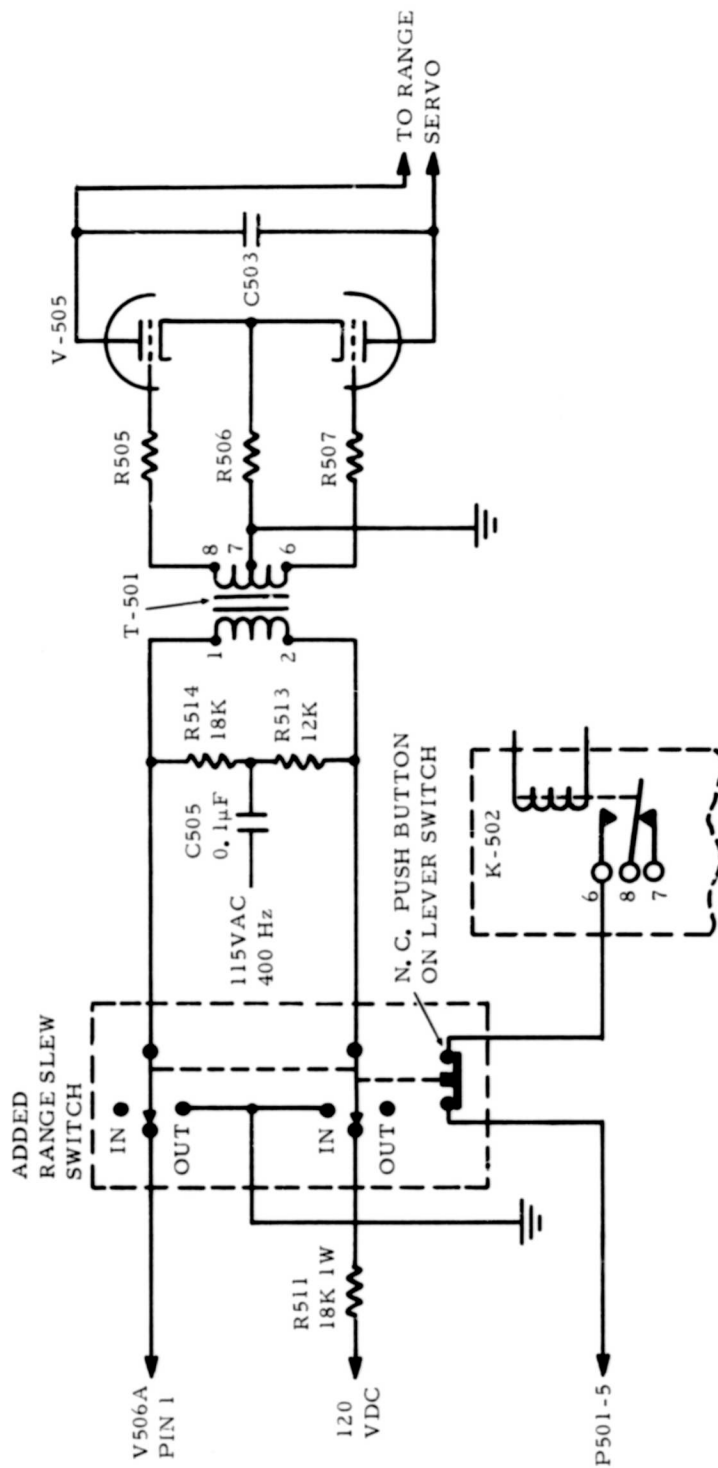 ADDED
RANGE SLEW
SWITCH
IN
OUT
IN
OUT
V506A
PIN 1
R511
18K 1W
120
VDC
P501-5
115VAC
400 Hz
C505
0.1μF
R514
18K
R513
12K
T-501
1
2
8
7
6
R505
R506
R507
V-505
C503
TO RANGE
SERVO
N.C. PUSH BUTTON
ON LEVER SWITCH
K-502
6
8
7